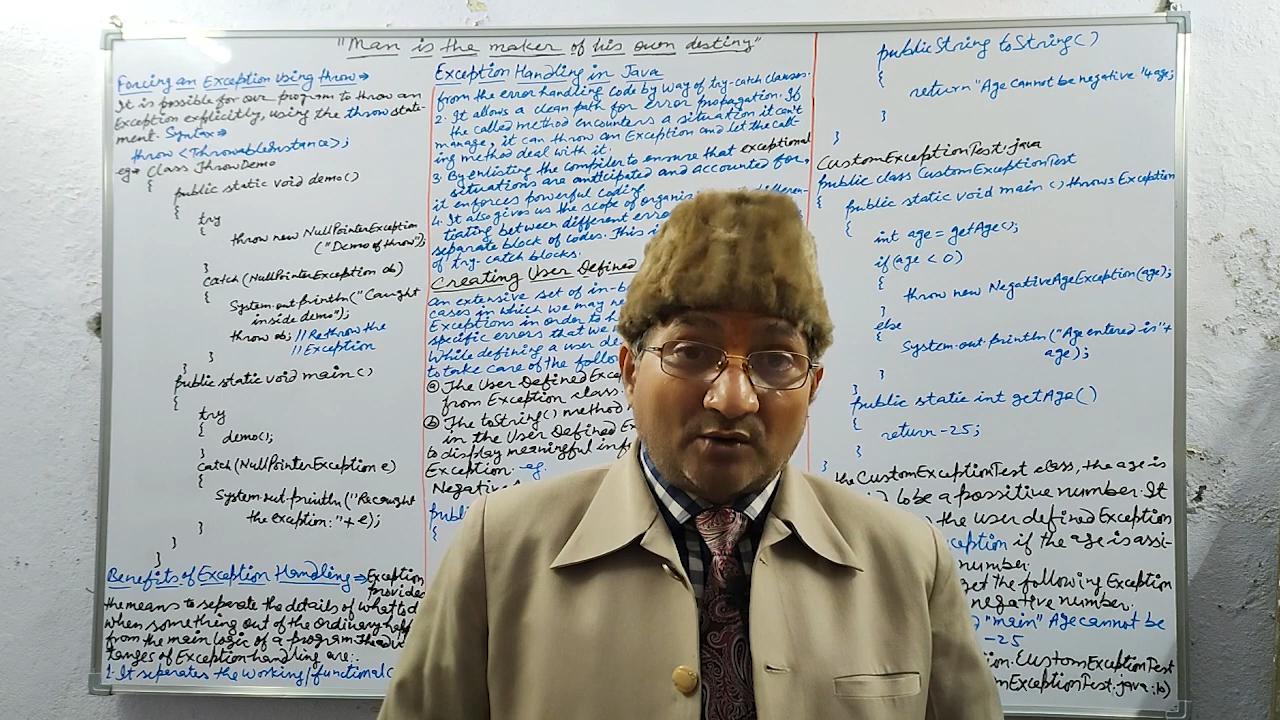 "Man is the maker of his own destiny"
Forcing an Exception using throw ⇒
It is possible for our program to throw an
Exception explicitly, using the throw state-
ment. Syntax ⇒
throw <ThrowableInstance>;
eg→ class ThrowDemo
{
public static void demo()
{
try
{
throw new NullPointerException
("Demo of throw");
}
catch(NullPointerException ob)
{
System.out.println("Caught
inside demo");
throw ob; //Rethrow the
//Exception
}
}
public static void main()
{
try
{
demo();
}
catch(NullPointerException e)
{
System.out.println("Recaught
the exception:"+e);
}
}
}
Benefits of Exception Handling ⇒ Exception
provides
the means to separate the details of what to d
when something out of the ordinary
from the main logic of a program.
tanges of Exception handling are:-
1. It seperates the working/functional
Exception Handling in Java
from the error handling Code by way of try-catch clauses.
2. It allows a clean path for error propagation. If
the called method encounters a situation it can't
manage, it can throw an Exception and let the call-
ing method deal with it.
3. By enlisting the compiler to ensure that exceptional
situations are anticipated and accounted for,
it enforces powerful coding.
4. It also gives us the scope of organis differen-
tiating between different erro
separate block of codes. This i
of try-catch blocks.
Creating User Defined
an extensive set of in-b
cases in which we may ne
Exceptions in order to h
specific errors that we m
While defining a user de
to take care of the follow
ⓐ The User Defined Exce
from Exception class
ⓑ The toString() method
in the User Defined E
to display meaningful inf
Exception. eg.
Negative
publi
{
public String toString()
{
return "Age cannot be negative "+age;
}
}
CustomExceptionTest.java
public class CustomExceptionTest
{
public static void main() throws Exception
{
int age = getAge();
if(age < 0)
{
throw new NegativeAgeException(age);
}
else
{
System.out.println("Age entered is"+
age);
}
}
public static int getAge()
{
return -25;
}
}
the CustomExceptionTest class, the age is
to be a possitive number. It
the user defined Exception
ception if the age is assi-
number.
get the following Exception
negative number.
"main" Age cannot be
-25
ion.CustomExceptionTest
mExceptionTest.java:10)